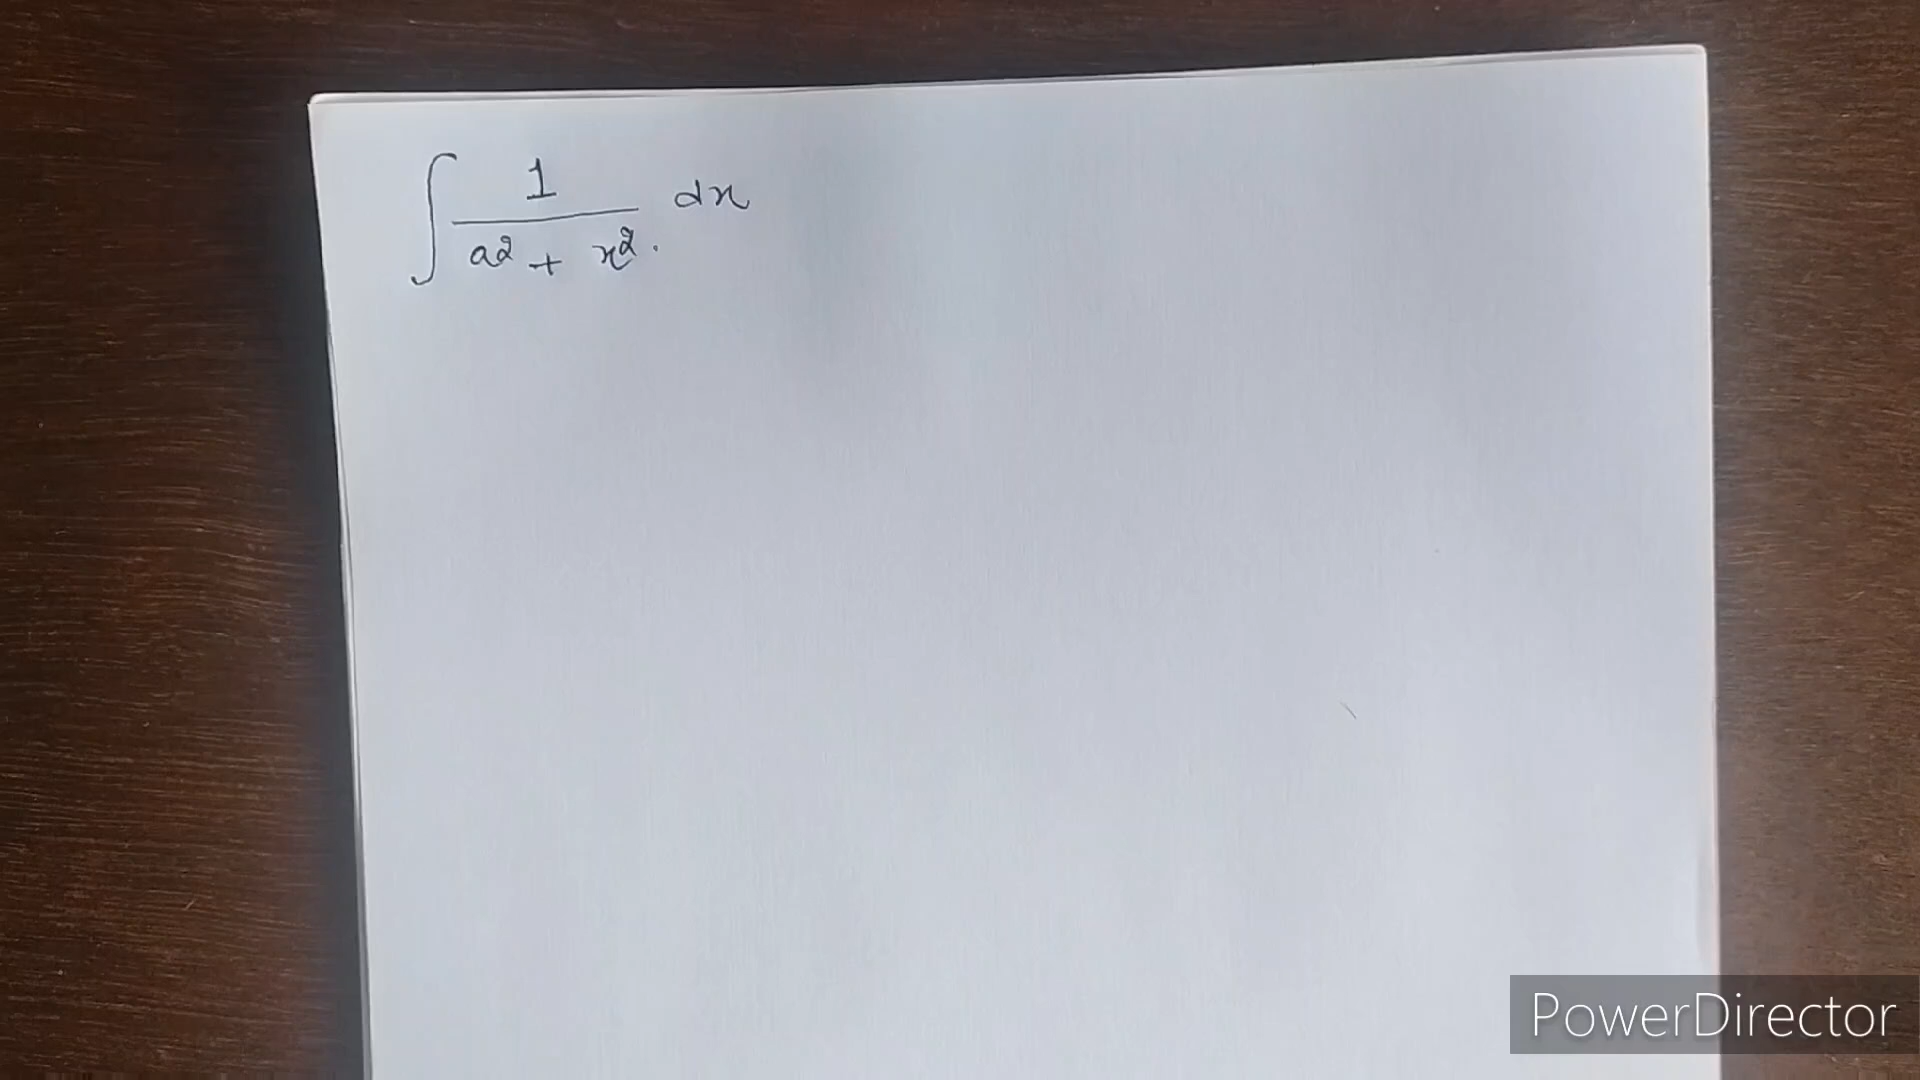 ∫ 1/(a² + x²) . dx
PowerDirector